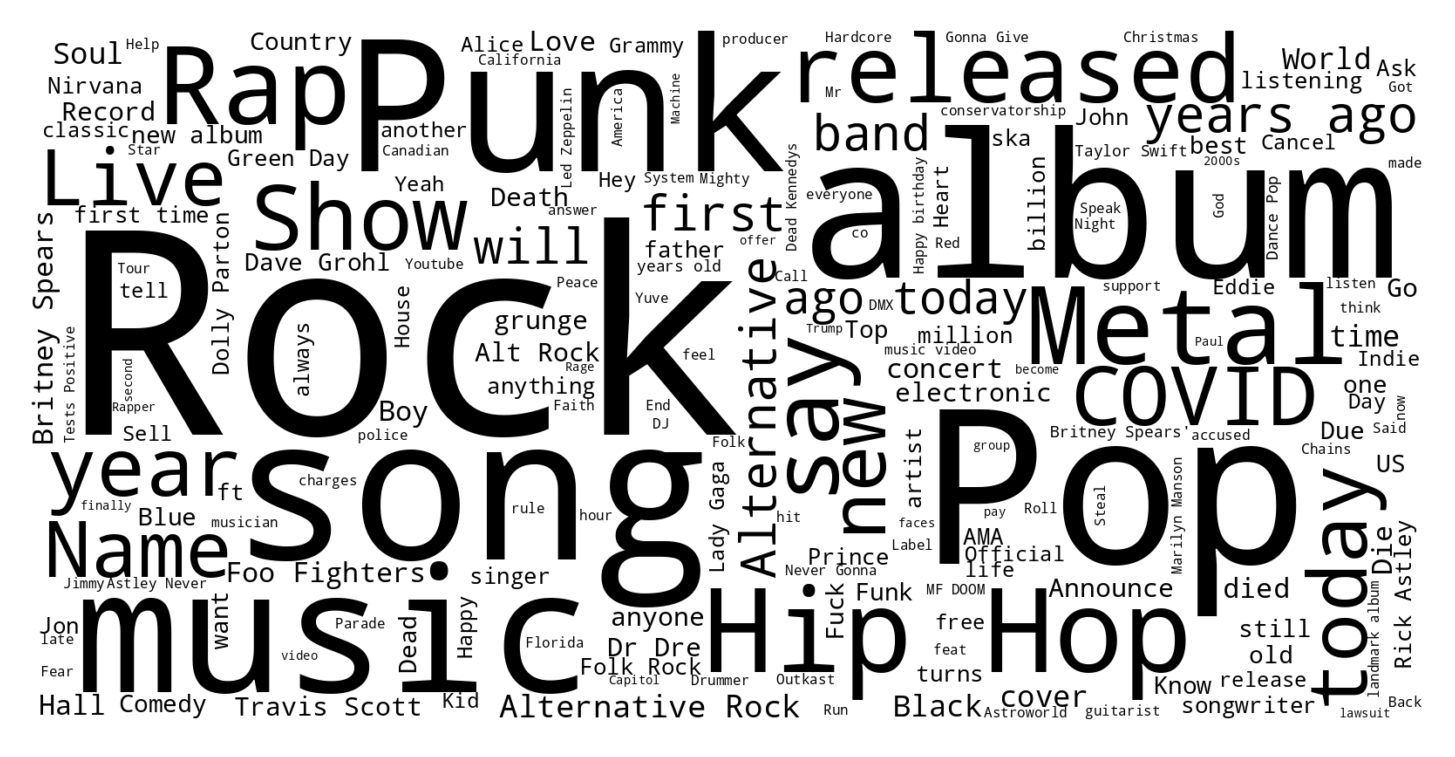 Soul
Help
Rap
Country
Punk
Alice
Love
Grammy
California
producer
Hardcore
released
Gonna Give
Christmas
World
Ask
Nirvana
Record
classic
new album
Star
another
Canadian
Led Zeppelin
America
Machine
Mr
conservatorship
listening
Got
John
years ago
band
ska
Taylor Swift
best
Cancel
2000s
made
Live
Green Day
Yeah
Hey
System
Mighty
Dead Kennedys
everyone
album
Happy birthday
Heart
billion
Speak
Night
God
Dance Pop
Show
Death
answer
first
first time
will
father
offer
co
Red
Britney Spears
Dolly Parton
Dave Grohl
Youtube
years old
Rock
Tour
tell
Peace
Yuve
Call
ago
DMX
today
support
Eddie
listen
Go
always
House
grunge
Alternative
Trump
Top
million
Metal
think
time
Paul
Tests Positive
second
Alt Rock
feel
Say
music video
Indie
Rage
anything
concert
become
electronic
COVID
one
Day
now
Rapper
Boy
Faith
End
DJ
new
Sell
police
Folk
Pop
group
Britney Spears'
accused
Due
Said
Chains
year
song
artist
US
ft
charges
Lady Gaga
finally
Blue
musician
rule
hour
hit
faces
pay
Roll
Steal
Marilyn Manson
today
Die
Rick Astley
Name
Label
AMA
Official
Prince
life
Jimmy
Astley Never
Foo Fighters
singer
Never Gonna
Fuck
Funk
MF DOOM
Announce
died
landmark album
music
want
Parade
Dead
Happy
anyone
Hip Hop
free
still
Jon
late
video
Florida
Dr Dre
feat
old
Fear
Folk Rock
Capitol
Drummer
Outkast
turns
Know
release
Hall
Comedy
Travis Scott
Kid
Alternative Rock
Run
Black
Astroworld
cover
guitarist
songwriter
lawsuit
Back